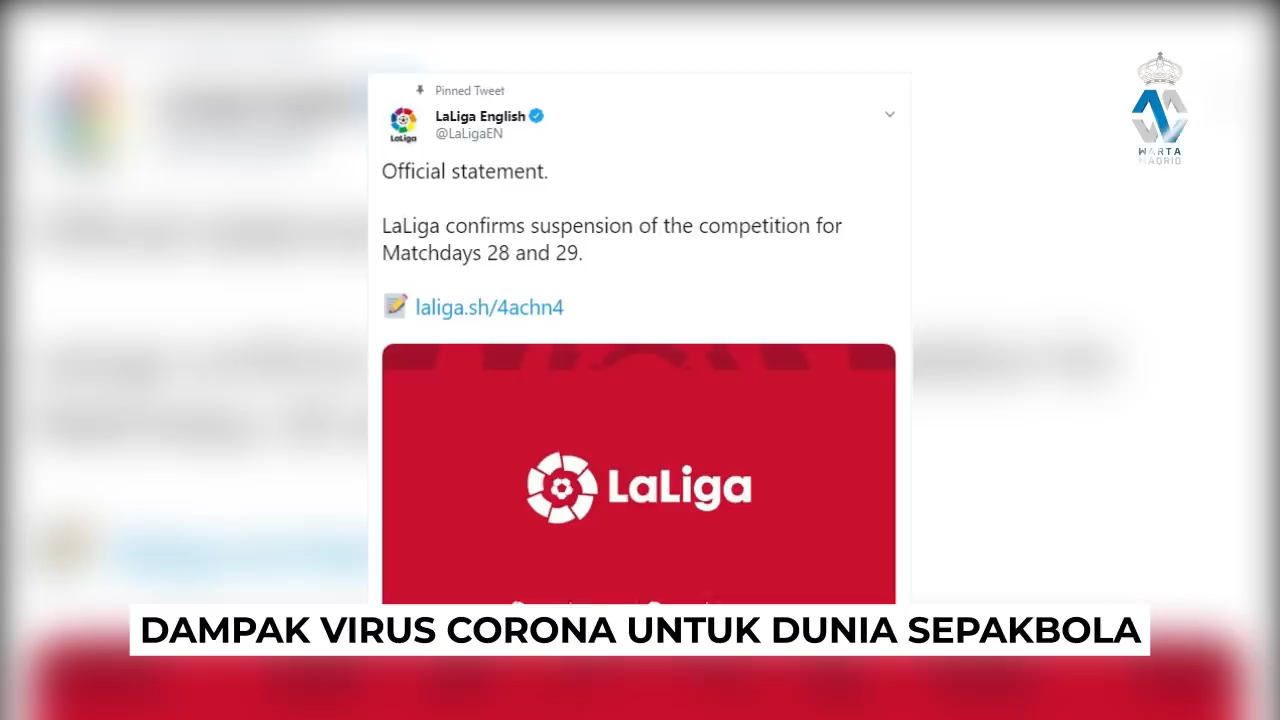 Pinned Tweet
LaLiga English
@LaLigaEN
Official statement.
LaLiga confirms suspension of the competition for
Matchdays 28 and 29.
laliga.sh/4achn4
LaLiga
LaLiga
WARTA
MADRID
DAMPAK VIRUS CORONA UNTUK DUNIA SEPAKBOLA